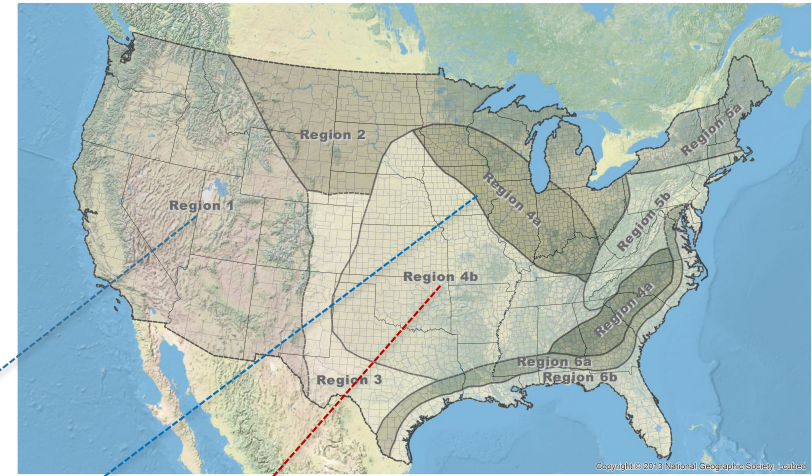 Region 2
Region 5a
Region 1
Region 4a
Region 5b
Region 4b
Region 4a
Region 6a
Region 3
Region 6b
Copyright:© 2013 National Geographic Society, i-cubed